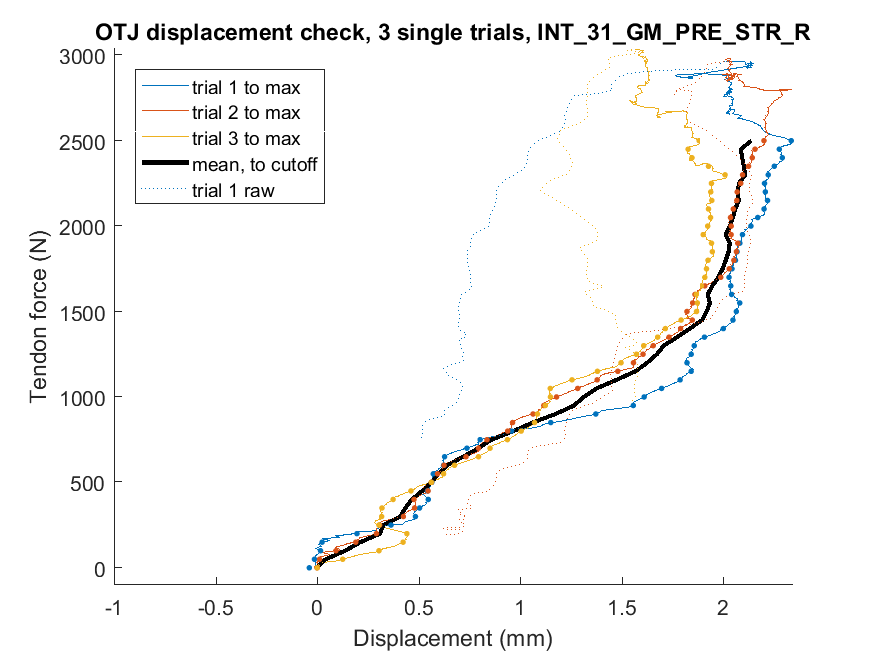 OTJ displacement check, 3 single trials, INT_31_GM_PRE_STR_R
3000
2500
2000
1500
1000
500
0
Tendon force (N)
trial 1 to max
trial 2 to max
trial 3 to max
mean, to cutoff
trial 1 raw
-1
-0.5
0
0.5
1
1.5
2
Displacement (mm)